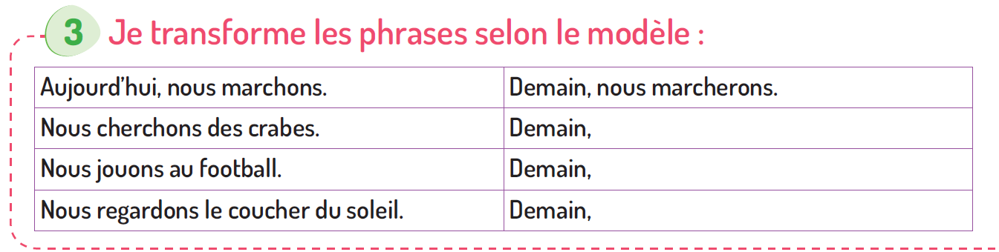 3 Je transforme les phrases selon le modèle :
Aujourd'hui, nous marchons. Demain, nous marcherons.
Nous cherchons des crabes. Demain,
Nous jouons au football. Demain,
Nous regardons le coucher du soleil. Demain,